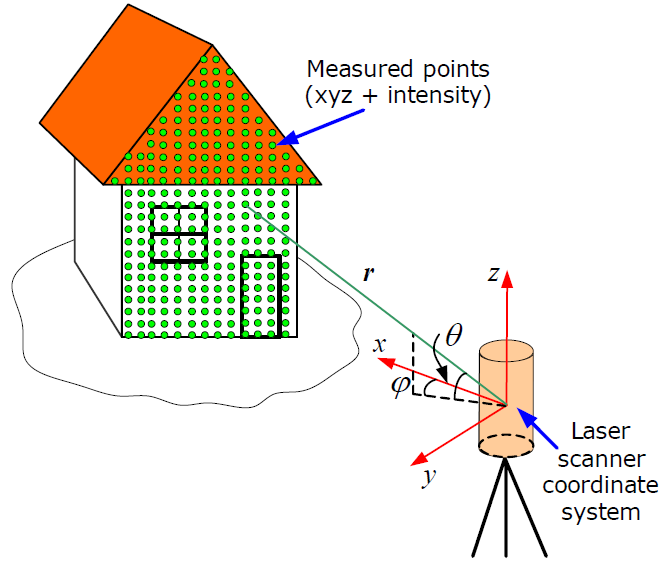 Measured points
(xyz + intensity)
r
z
x
θ
φ
y
Laser
scanner
coordinate
system